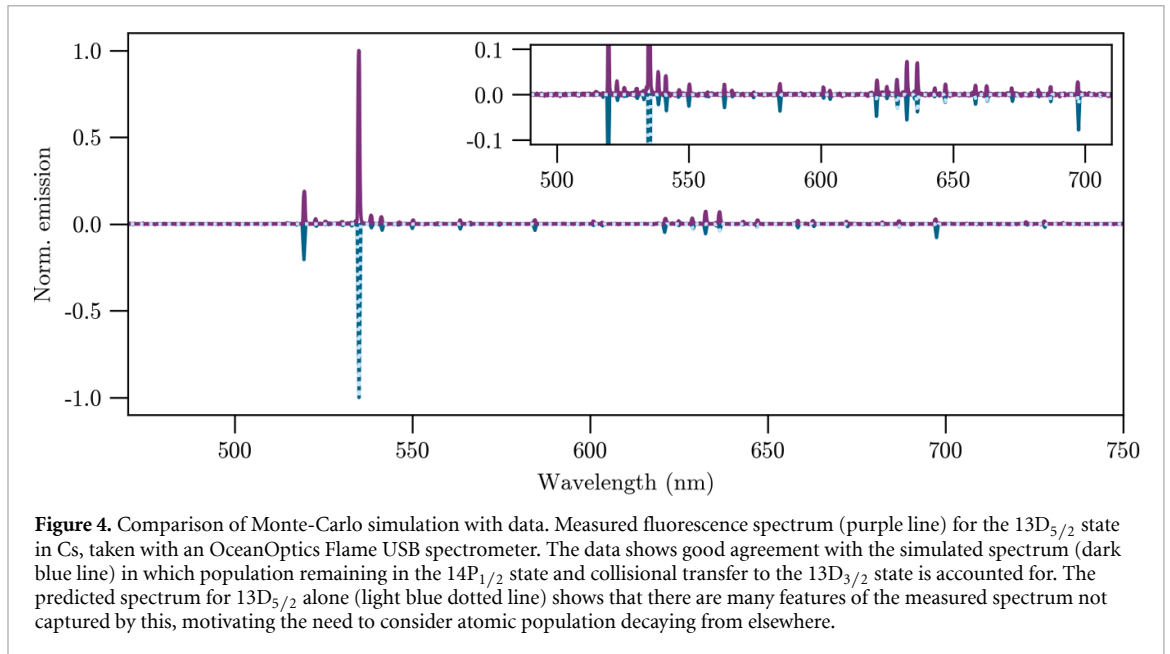 1.0
0.5
0.0
-0.5
-1.0
Norm. emission
0.1
0.0
-0.1
500
550
600
650
700
500
550
600
650
700
750
Wavelength (nm)
Figure 4. Comparison of Monte-Carlo simulation with data. Measured fluorescence spectrum (purple line) for the 13D5/2 state
in Cs, taken with an OceanOptics Flame USB spectrometer. The data shows good agreement with the simulated spectrum (dark
blue line) in which population remaining in the 14P1/2 state and collisional transfer to the 13D3/2 state is accounted for. The
predicted spectrum for 13D5/2 alone (light blue dotted line) shows that there are many features of the measured spectrum not
captured by this, motivating the need to consider atomic population decaying from elsewhere.